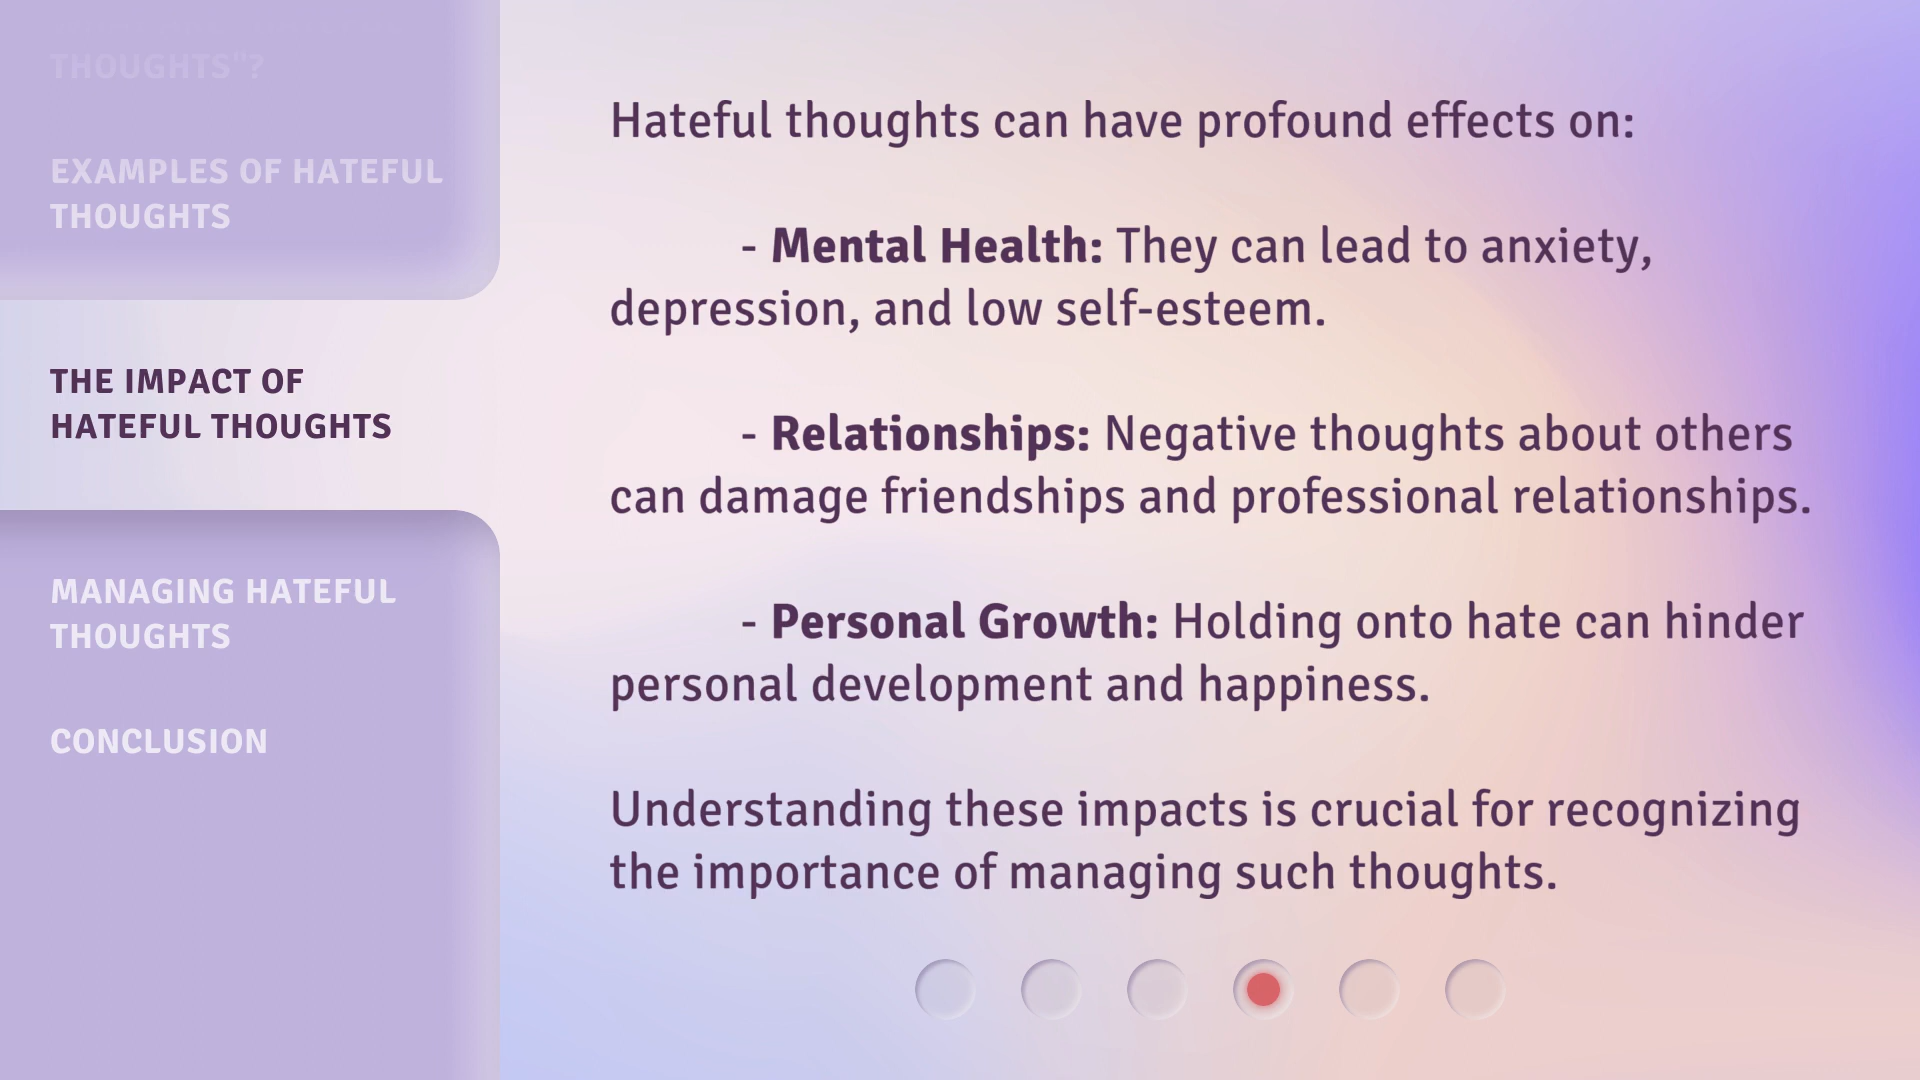 THOUGHTS"?
EXAMPLES OF HATEFUL
THOUGHTS
THE IMPACT OF
HATEFUL THOUGHTS
MANAGING HATEFUL
THOUGHTS
CONCLUSION
Hateful thoughts can have profound effects on:
- Mental Health: They can lead to anxiety,
depression, and low self-esteem.
- Relationships: Negative thoughts about others
can damage friendships and professional relationships.
- Personal Growth: Holding onto hate can hinder
personal development and happiness.
Understanding these impacts is crucial for recognizing
the importance of managing such thoughts.